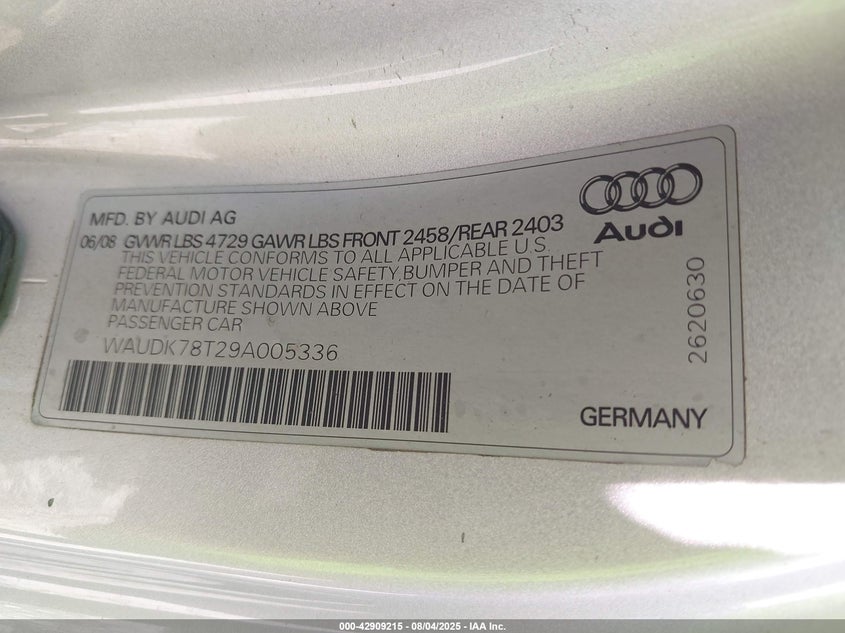 MFD. BY AUDI AG
06/08 GVWR LBS 4729 GAWR LBS FRONT 2458/REAR 2403
THIS VEHICLE CONFORMS TO ALL APPLICABLE U.S.
FEDERAL MOTOR VEHICLE SAFETY, BUMPER AND THEFT
PREVENTION STANDARDS IN EFFECT ON THE DATE OF
MANUFACTURE SHOWN ABOVE
PASSENGER CAR
WAUDK78T29A005336
Audi
2620630
GERMANY
000-42909215 - 08/04/2025 - IAA Inc.